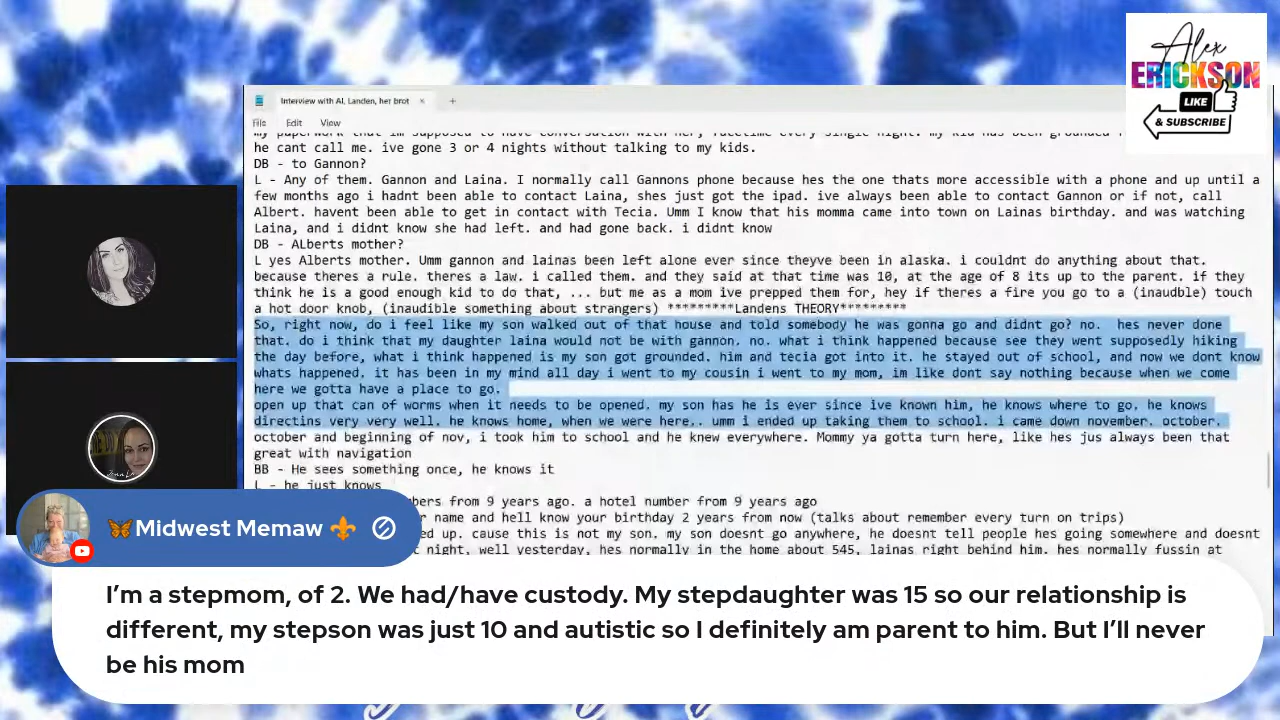 Alex
ERICKSON
LIKE
& SUBSCRIBE
Interview with Al, Landen, her brot × +
File Edit View
my paperwork that im supposed to have conversation with her, facetime every single night. my kid has been grounded
he cant call me. ive gone 3 or 4 nights without talking to my kids.
DB - to Gannon?
L - Any of them. Gannon and Laina. I normally call Gannons phone because hes the one thats more accessible with a phone and up until a
few months ago i hadnt been able to contact Laina, shes just got the ipad. ive always been able to contact Gannon or if not, call
Albert. havent been able to get in contact with Tecia. Umm I know that his momma came into town on Lainas birthday. and was watching
Laina, and i didnt know she had left. and had gone back. i didnt know
DB - ALberts mother?
L yes Alberts mother. Umm gannon and lainas been left alone ever since theyve been in alaska. i couldnt do anything about that.
because theres a rule. theres a law. i called them. and they said at that time was 10, at the age of 8 its up to the parent. if they
think he is a good enough kid to do that, ... but me as a mom ive prepped them for, hey if theres a fire you go to a (inaudble) touch
a hot door knob, (inaudible something about strangers) *********Landens THEORY*********
So, right now, do i feel like my son walked out of that house and told somebody he was gonna go and didnt go? no. hes never done
that. do i think that my daughter laina would not be with gannon. no. what i think happened because see they went supposedly hiking
the day before, what i think happened is my son got grounded. him and tecia got into it. he stayed out of school, and now we dont know
whats happened. it has been in my mind all day i went to my cousin i went to my mom, im like dont say nothing because when we come
here we gotta have a place to go.
open up that can of worms when it needs to be opened. my son has he is ever since ive known him, he knows where to go. he knows
directins very very well. he knows home, when we were here.. umm i ended up taking them to school. i came down november. october.
october and beginning of nov, i took him to school and he knew everywhere. Mommy ya gotta turn here, like hes jus always been that
great with navigation
BB - He sees something once, he knows it
L - he just knows
bers from 9 years ago. a hotel number from 9 years ago
name and hell know your birthday 2 years from now (talks about remember every turn on trips)
ed up. cause this is not my son. my son doesnt go anywhere, he doesnt tell people hes going somewhere and doesnt
night, well yesterday, hes normally in the home about 545, lainas right behind him. hes normally fussin at
🦋Midwest Memaw ⚜️
I'm a stepmom, of 2. We had/have custody. My stepdaughter was 15 so our relationship is
different, my stepson was just 10 and autistic so I definitely am parent to him. But I'll never
be his mom